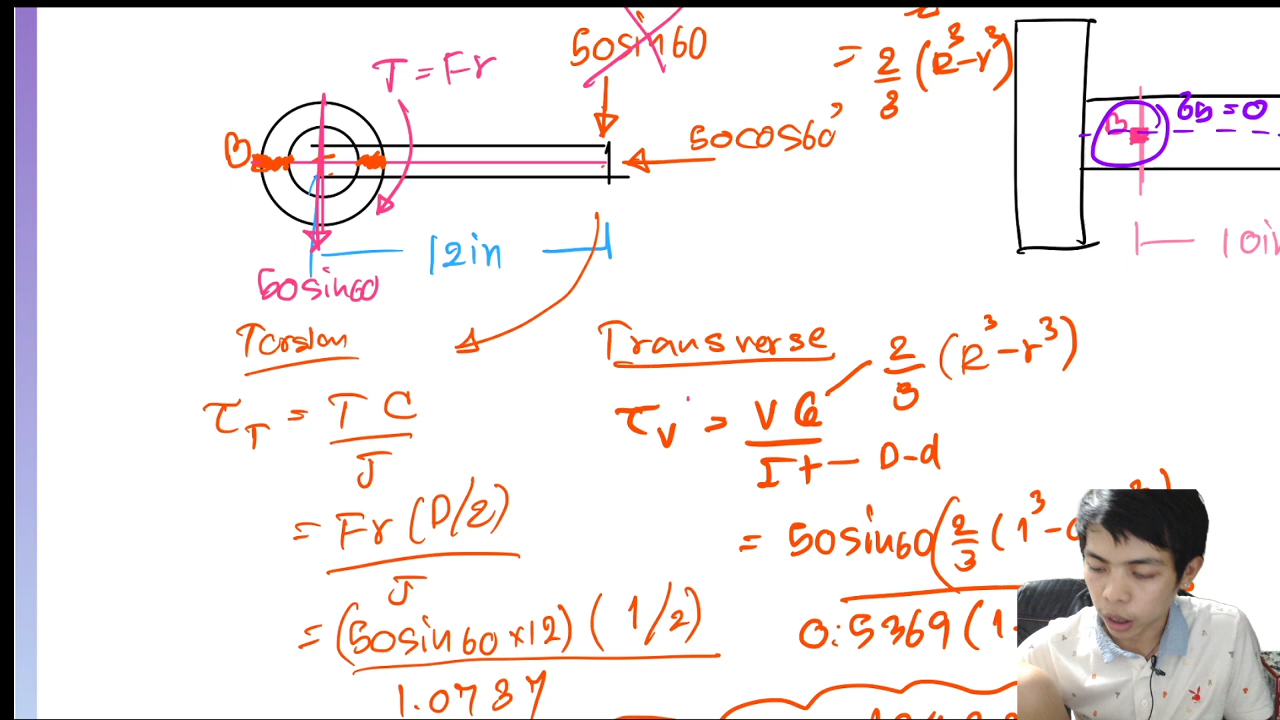 50sin60
T = Fr
= 2/3 (R³-r³)
50cos60
B
B
σb = 0
12in
10in
50sin60
Torsion
Transverse
2/3 (R³-r³)
τT = TC/J
τV = VQ/It
D-d
= Fr(D/2)/J
= 50sin60(2/3(1³-
0.5369(1.
= (50sin60×12)(1/2)
1.0737